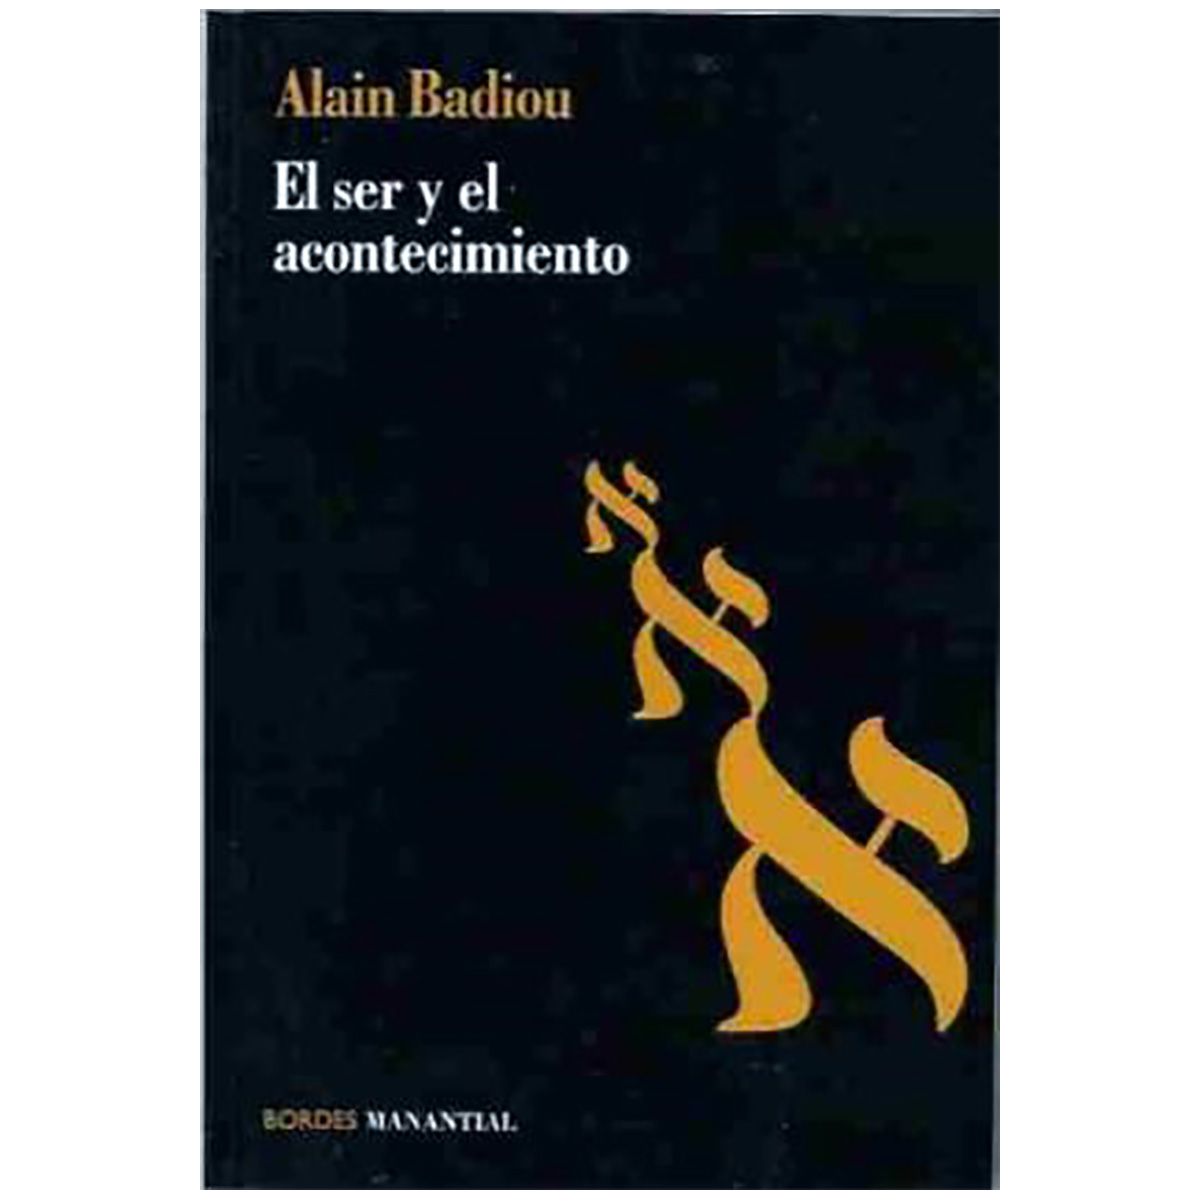 Alain Badiou
El ser y el
acontecimiento
א
א
א
BORDES MANANTIAL